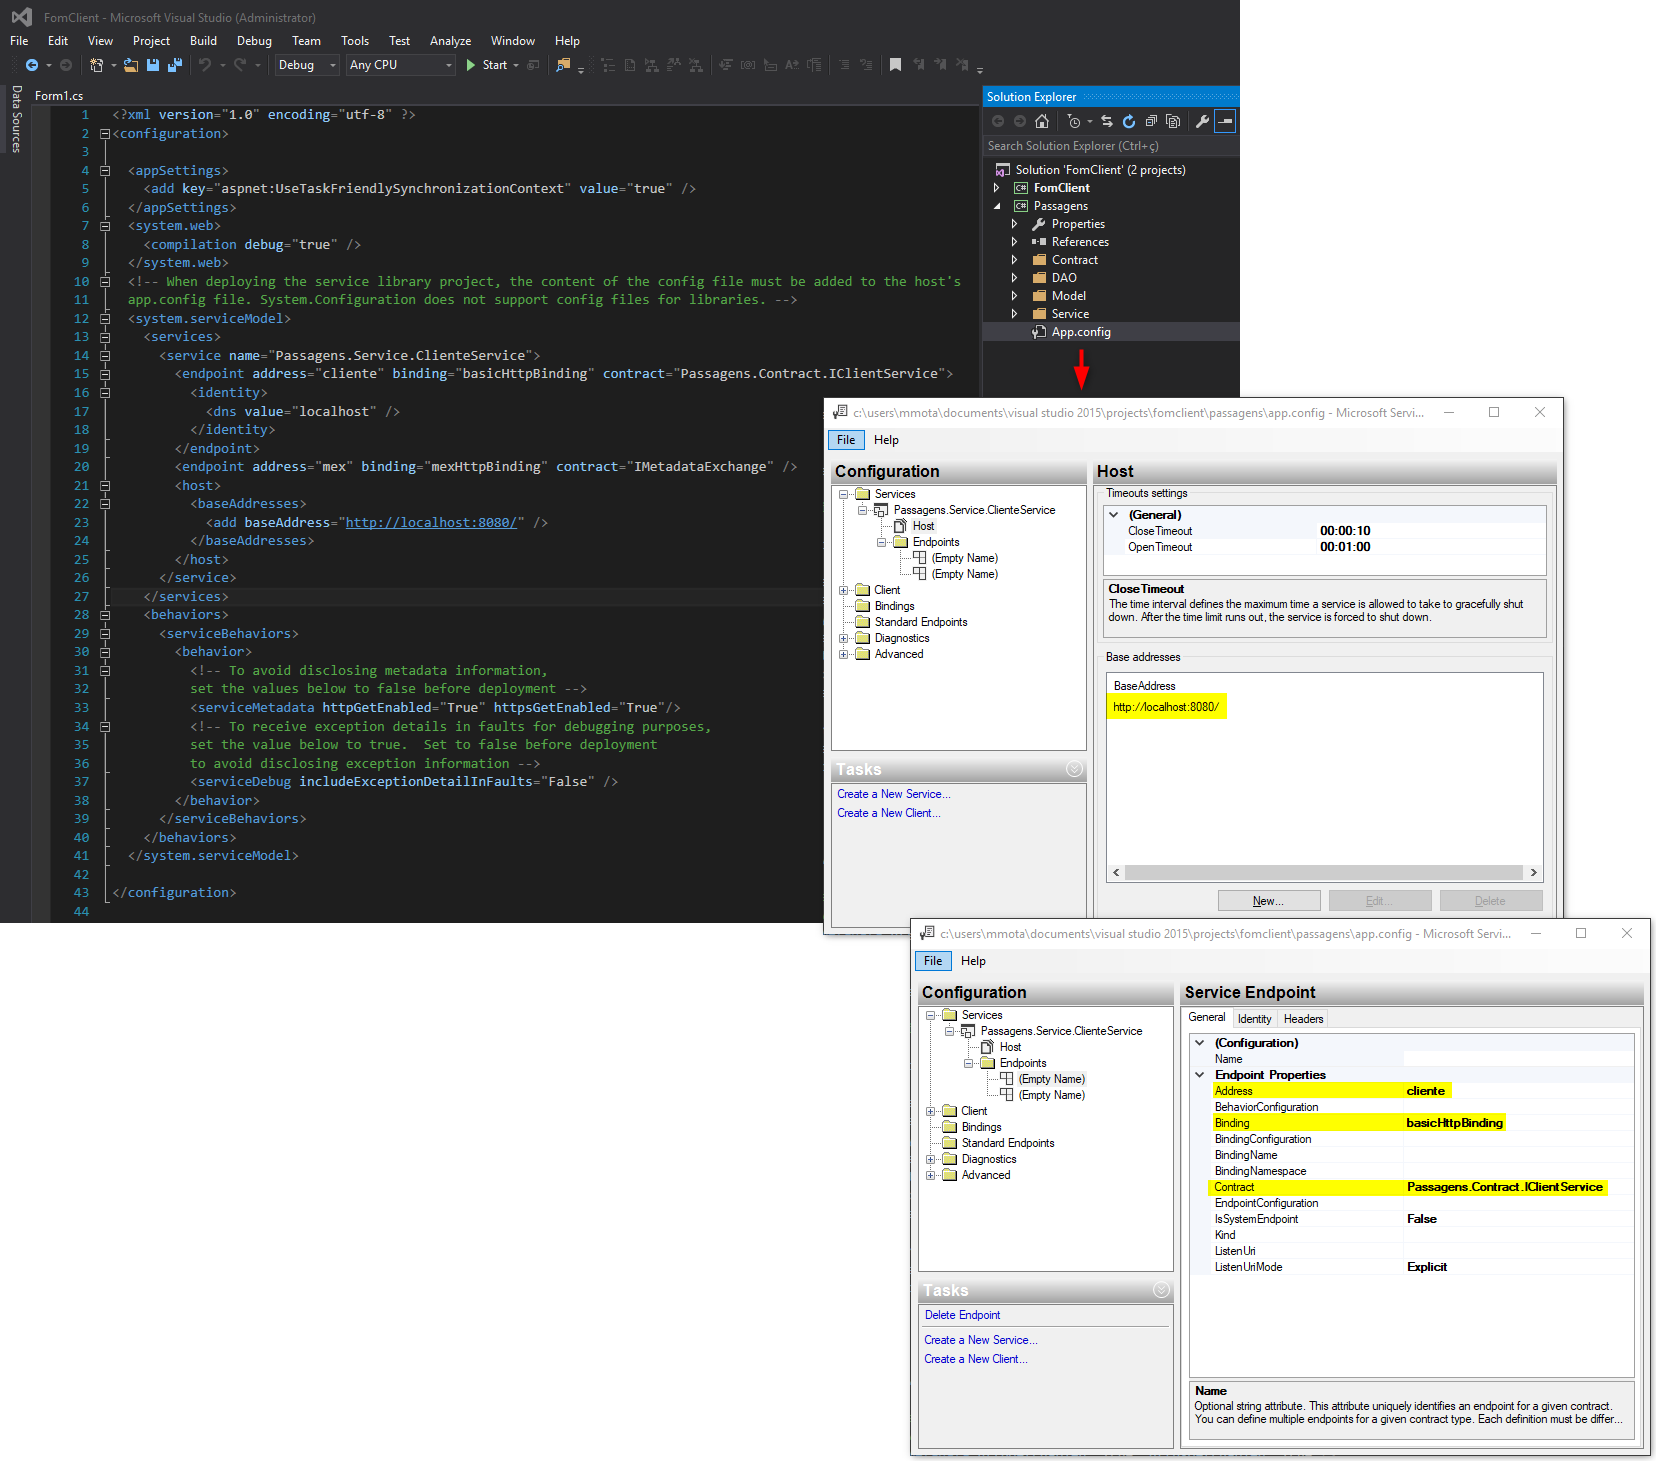 FomClient - Microsoft Visual Studio (Administrator)
File Edit View Project Build Debug Team Tools Test Analyze Window Help
Debug Any CPU Start
Data Sources
Form1.cs
1 <?xml version="1.0" encoding="utf-8" ?>
2 <configuration>
3
4 <appSettings>
5 <add key="aspnet:UseTaskFriendlySynchronizationContext" value="true" />
6 </appSettings>
7 <system.web>
8 <compilation debug="true" />
9 </system.web>
10 <!-- When deploying the service library project, the content of the config file must be added to the host's
11 app.config file. System.Configuration does not support config files for libraries. -->
12 <system.serviceModel>
13 <services>
14 <service name="Passagens.Service.ClienteService">
15 <endpoint address="cliente" binding="basicHttpBinding" contract="Passagens.Contract.IClientService">
16 <identity>
17 <dns value="localhost" />
18 </identity>
19 </endpoint>
20 <endpoint address="mex" binding="mexHttpBinding" contract="IMetadataExchange" />
21 <host>
22 <baseAddresses>
23 <add baseAddress="http://localhost:8080/" />
24 </baseAddresses>
25 </host>
26 </service>
27 </services>
28 <behaviors>
29 <serviceBehaviors>
30 <behavior>
31 <!-- To avoid disclosing metadata information,
32 set the values below to false before deployment -->
33 <serviceMetadata httpGetEnabled="True" httpsGetEnabled="True"/>
34 <!-- To receive exception details in faults for debugging purposes,
35 set the value below to true.  Set to false before deployment
36 to avoid disclosing exception information -->
37 <serviceDebug includeExceptionDetailInFaults="False" />
38 </behavior>
39 </serviceBehaviors>
40 </behaviors>
41 </system.serviceModel>
42
43 </configuration>
44
Solution Explorer
Search Solution Explorer (Ctrl+ç)
Solution 'FomClient' (2 projects)
FomClient
Passagens
Properties
References
Contract
DAO
Model
Service
App.config
c:\users\mmota\documents\visual studio 2015\projects\fomclient\passagens\app.config - Microsoft Servi...
File Help
Configuration
Services
Passagens.Service.ClienteService
Host
Endpoints
(Empty Name)
(Empty Name)
Client
Bindings
Standard Endpoints
Diagnostics
Advanced
Tasks
Create a New Service...
Create a New Client...
Host
Timeouts settings
(General)
CloseTimeout 00:00:10
OpenTimeout 00:01:00
CloseTimeout
The time interval defines the maximum time a service is allowed to take to gracefully shut
down. After the time limit runs out, the service is forced to shut down.
Base addresses
BaseAddress
http://localhost:8080/
New... Edit... Delete
c:\users\mmota\documents\visual studio 2015\projects\fomclient\passagens\app.config - Microsoft Servi...
File Help
Configuration
Services
Passagens.Service.ClienteService
Host
Endpoints
(Empty Name)
(Empty Name)
Client
Bindings
Standard Endpoints
Diagnostics
Advanced
Tasks
Delete Endpoint
Create a New Service...
Create a New Client...
Service Endpoint
General Identity Headers
(Configuration)
Name
Endpoint Properties
Address cliente
BehaviorConfiguration
Binding basicHttpBinding
BindingConfiguration
BindingName
BindingNamespace
Contract Passagens.Contract.IClientService
EndpointConfiguration
IsSystemEndpoint False
Kind
ListenUri
ListenUriMode Explicit
Name
Optional string attribute. This attribute uniquely identifies an endpoint for a given contract.
You can define multiple endpoints for a given contract type. Each definition must be differ...